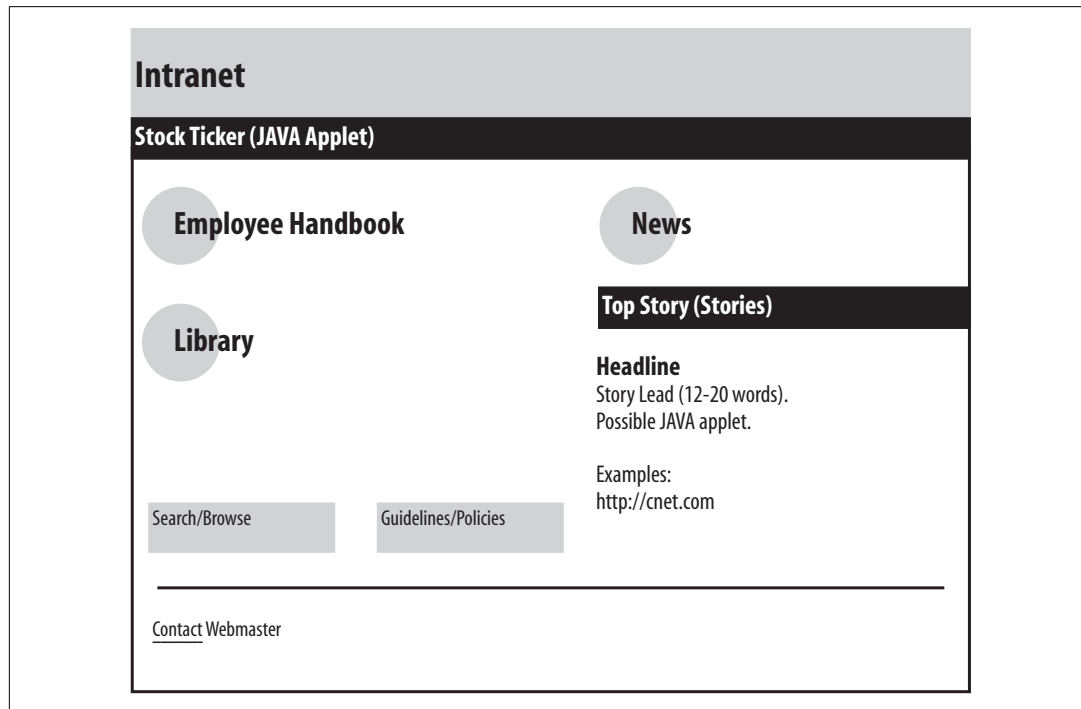 Intranet
Stock Ticker (JAVA Applet)
Employee Handbook
News
Library
Top Story (Stories)
Headline
Story Lead (12-20 words).
Possible JAVA applet.
Examples:
http://cnet.com
Search/Browse
Guidelines/Policies
Contact Webmaster